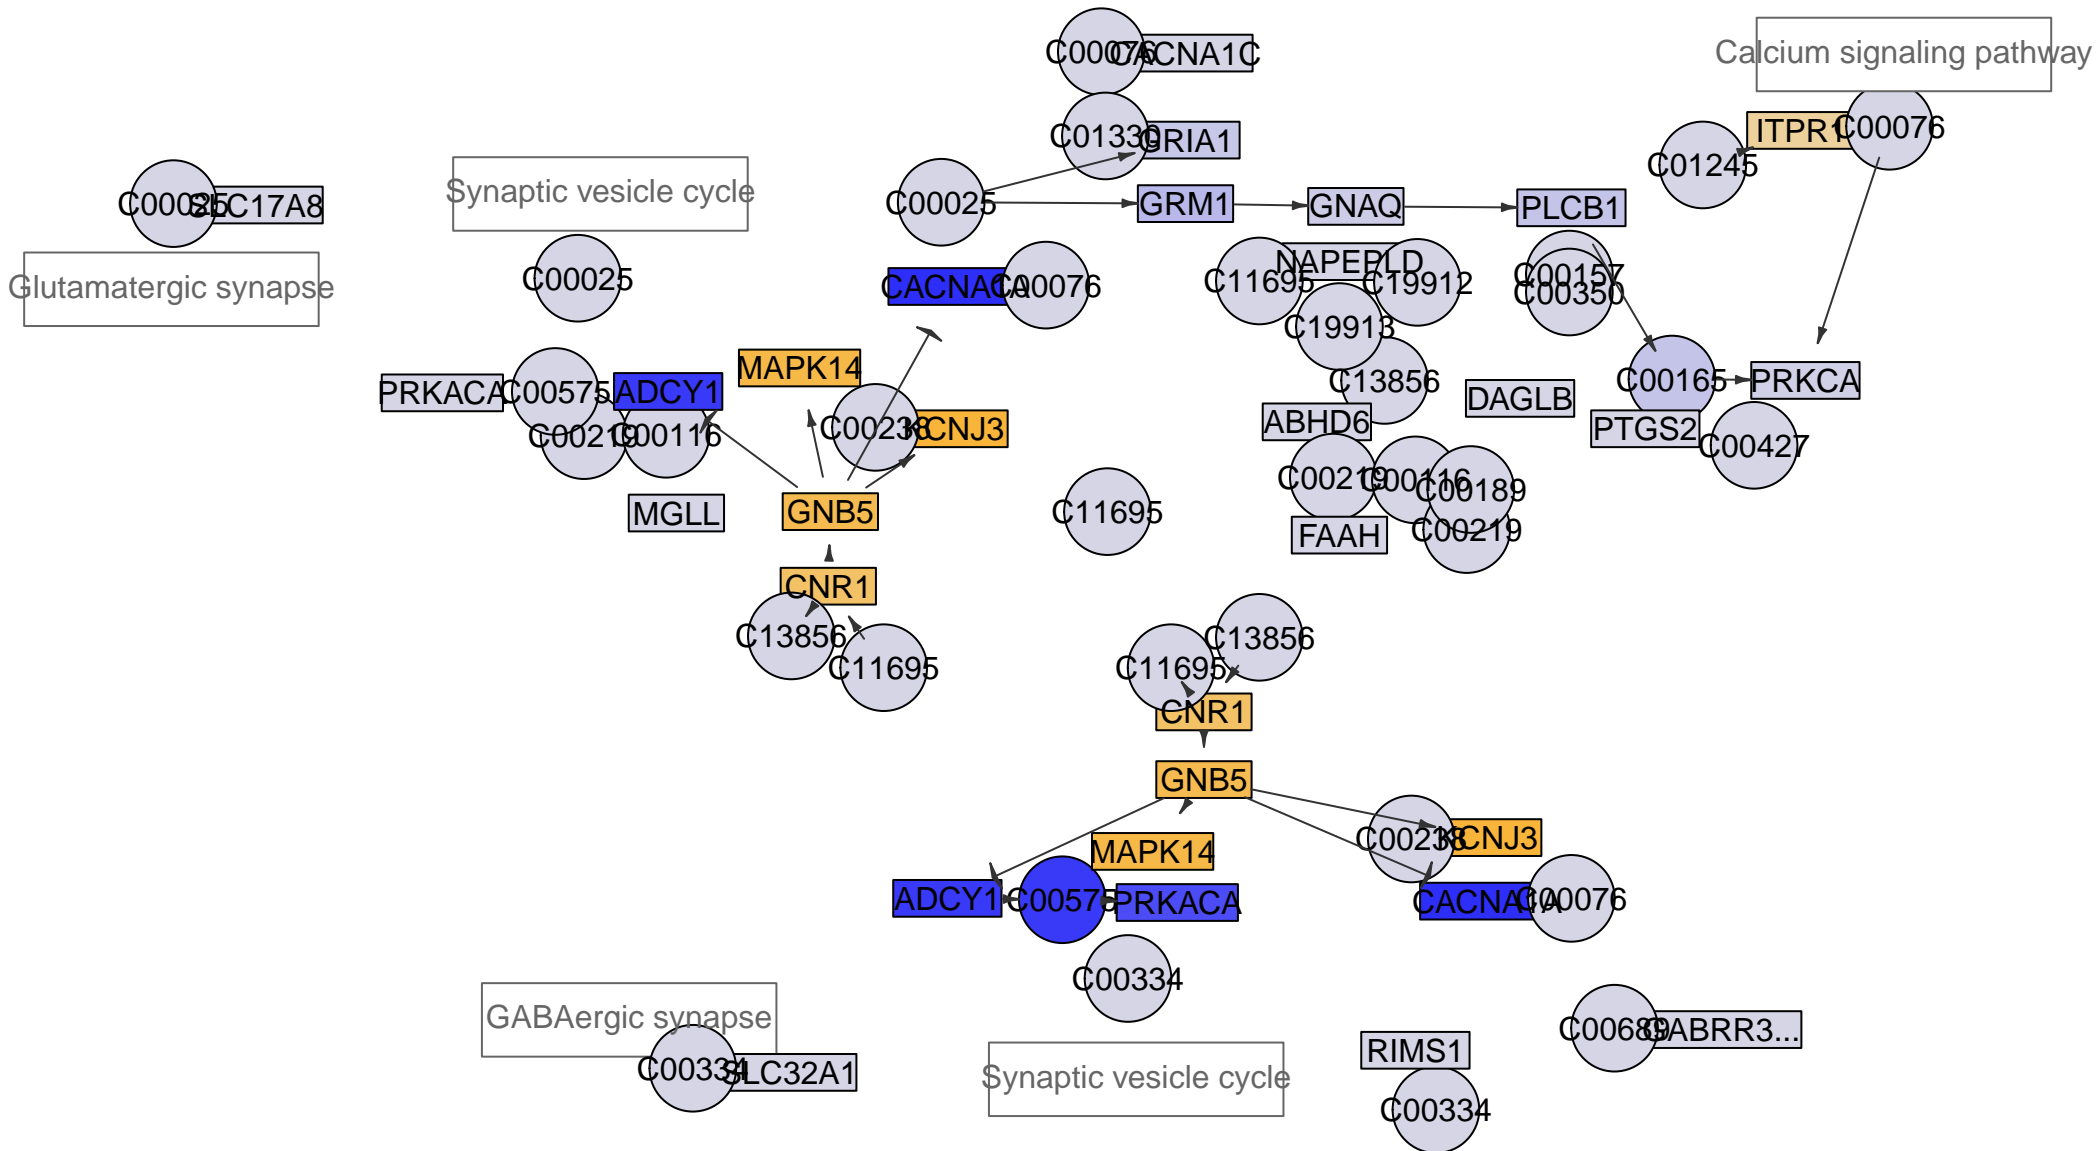 C00076
CACNA1C
Calcium signaling pathway
C01330
GRIA1
ITPR1
C00076
C01245
Synaptic vesicle cycle
C00025
SLC17A8
C00025
GRM1
GNAQ
PLCB1
Glutamatergic synapse
C00025
CACNA1A
C00076
NAPEPLD
C11695
C19912
C00157
C00350
C19913
MAPK14
C13856
C00165
PRKCA
PRKACA
C00575
ADCY1
DAGLB
C00238
KCNJ3
ABHD6
PTGS2
C00219
C00116
C00427
C00219
C00116
C00189
MGLL
GNB5
C11695
FAAH
C00219
CNR1
C13856
C11695
C13856
C11695
CNR1
GNB5
C00238
KCNJ3
MAPK14
ADCY1
C00575
PRKACA
CACNA1A
C00076
C00334
GABAergic synapse
C00689
GABRR3...
RIMS1
C00334
SLC32A1
Synaptic vesicle cycle
C00334